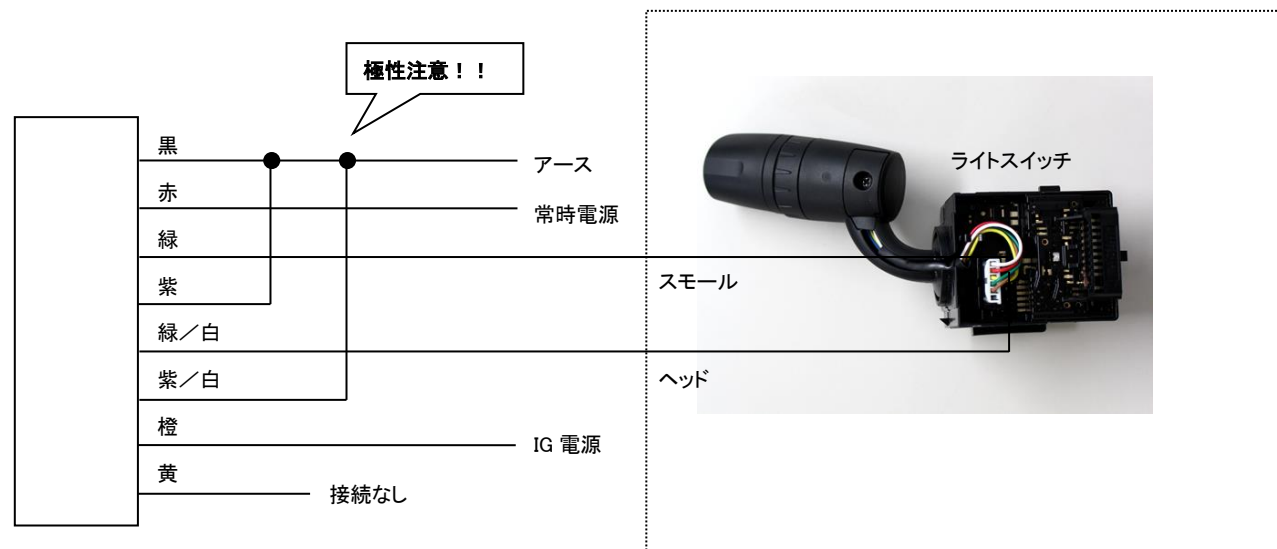 極性注意！！
黒
アース
赤
常時電源
緑
スモール
紫
緑／白
ヘッド
紫／白
橙
IG 電源
黄
接続なし
ライトスイッチ